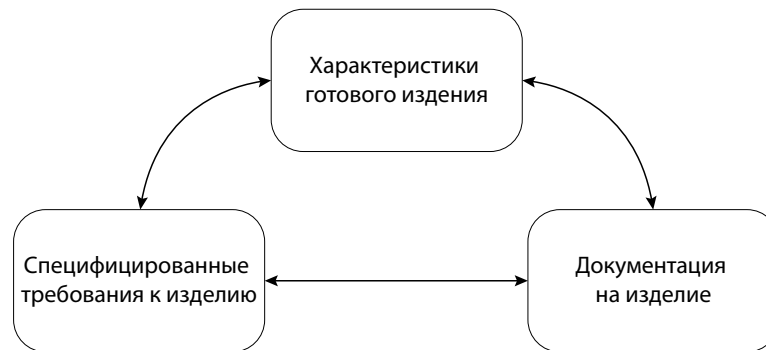 Характеристики
готового издения
Специфицированные
требования к изделию
Документация
на изделие